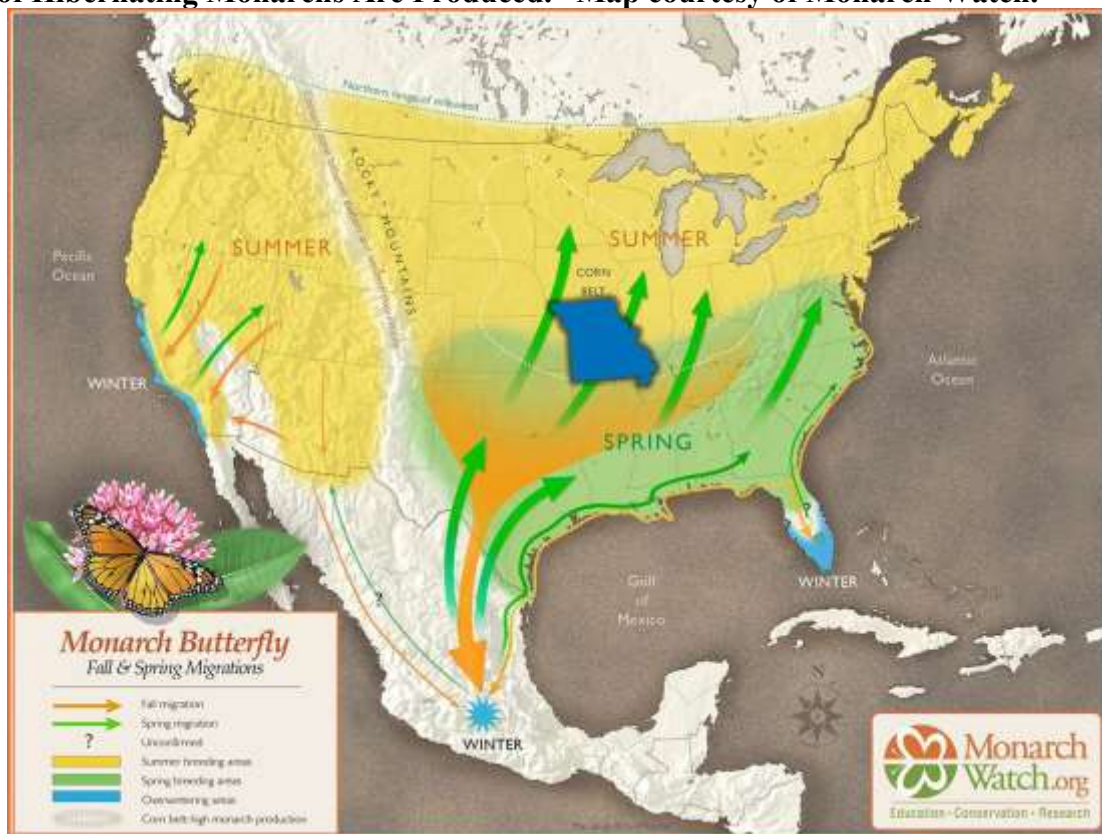 of Hibernating Monarchs Are Produced. Map courtesy of Monarch Watch.
Northern range of milkweed
ROCKY MOUNTAINS
SUMMER
SUMMER
Pacific
Ocean
CORN
BELT
WINTER
Atlantic
Ocean
SPRING
?
?
WINTER
Gulf
of
Mexico
WINTER
S
Monarch Butterfly
Fall & Spring Migrations
Fall migration
Spring migration
? Unconfirmed
Summer breeding areas
Spring breeding areas
Overwintering areas
Corn belt: high monarch production
Monarch
Watch.org
Education • Conservation • Research